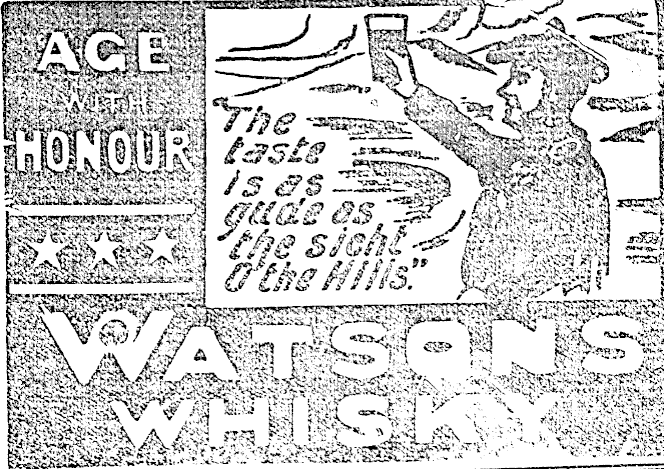 AGE
WITH
HONOUR
"The
taste
is as
gude as
the sicht
O'the Hills."
WATSONS
WHISKY